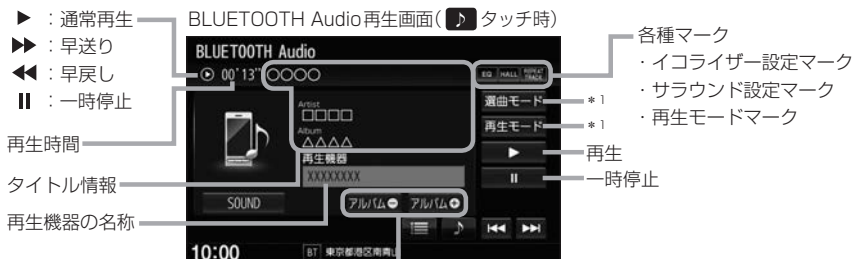 ▶：通常再生
▶▶：早送り
◀◀：早戻し
II：一時停止
再生時間
タイトル情報
再生機器の名称
BLUETOOTH Audio再生画面(♪タッチ時)
BLUETOOTH Audio
00'13"
○○○○
EQ HALL REPEAT TRACK
Artist
□□□□
Album
△△△△
再生機器
XXXXXXXX
選曲モード
再生モード
SOUND
アルバム－ アルバム＋
10:00
BT 東京都港区南青山
各種マーク
・イコライザー設定マーク
・サラウンド設定マーク
・再生モードマーク
＊1
＊1
再生
一時停止